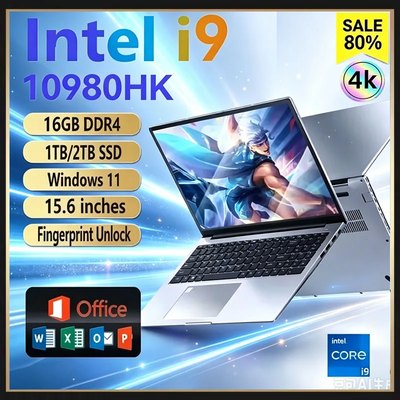 Intel i9
10980HK
SALE
80%
4k
16GB DDR4
1TB/2TB SSD
Windows 11
15.6 inches
Fingerprint Unlock
Office
W X O P
intel
CORE
i9